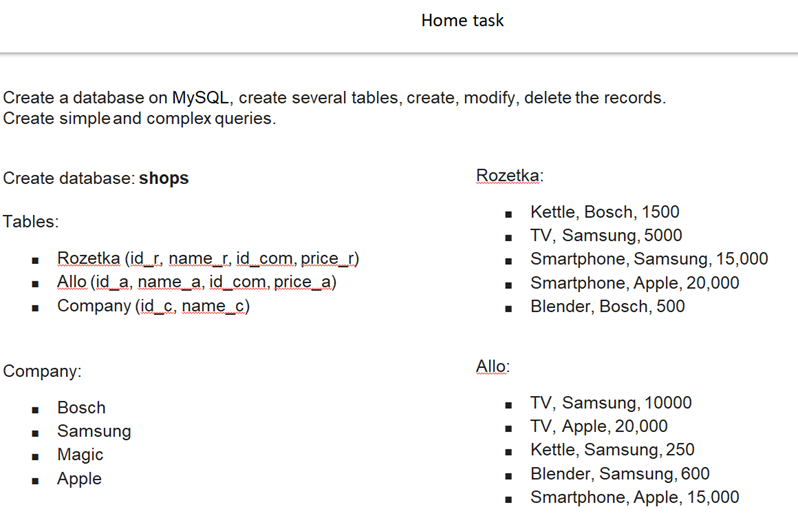 Home task
Create a database on MySQL, create several tables, create, modify, delete the records.
Create simple and complex queries.
Create database: shops
Tables:
▪ Rozetka (id_r, name_r, id_com, price_r)
▪ Allo (id_a, name_a, id_com, price_a)
▪ Company (id_c, name_c)
Company:
▪ Bosch
▪ Samsung
▪ Magic
▪ Apple
Rozetka:
▪ Kettle, Bosch, 1500
▪ TV, Samsung, 5000
▪ Smartphone, Samsung, 15,000
▪ Smartphone, Apple, 20,000
▪ Blender, Bosch, 500
Allo:
▪ TV, Samsung, 10000
▪ TV, Apple, 20,000
▪ Kettle, Samsung, 250
▪ Blender, Samsung, 600
▪ Smartphone, Apple, 15,000